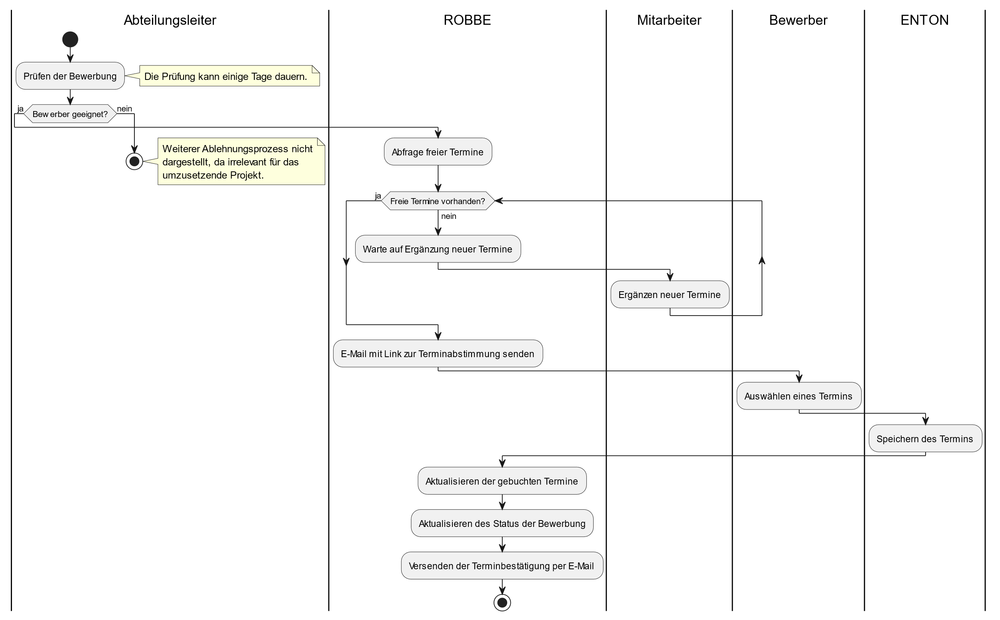 Abteilungsleiter
ROBBE
Mitarbeiter
Bewerber
ENTON
Prüfen der Bewerbung
Die Prüfung kann einige Tage dauern.
ja
Bewerber geeignet?
nein
Weiterer Ablehnungsprozess nicht
dargestellt, da irrelevant für das
umzusetzende Projekt.
Abfrage freier Termine
ja
Freie Termine vorhanden?
nein
Warte auf Ergänzung neuer Termine
Ergänzen neuer Termine
E-Mail mit Link zur Terminabstimmung senden
Auswählen eines Termins
Speichern des Termins
Aktualisieren der gebuchten Termine
Aktualisieren des Status der Bewerbung
Versenden der Terminbestätigung per E-Mail